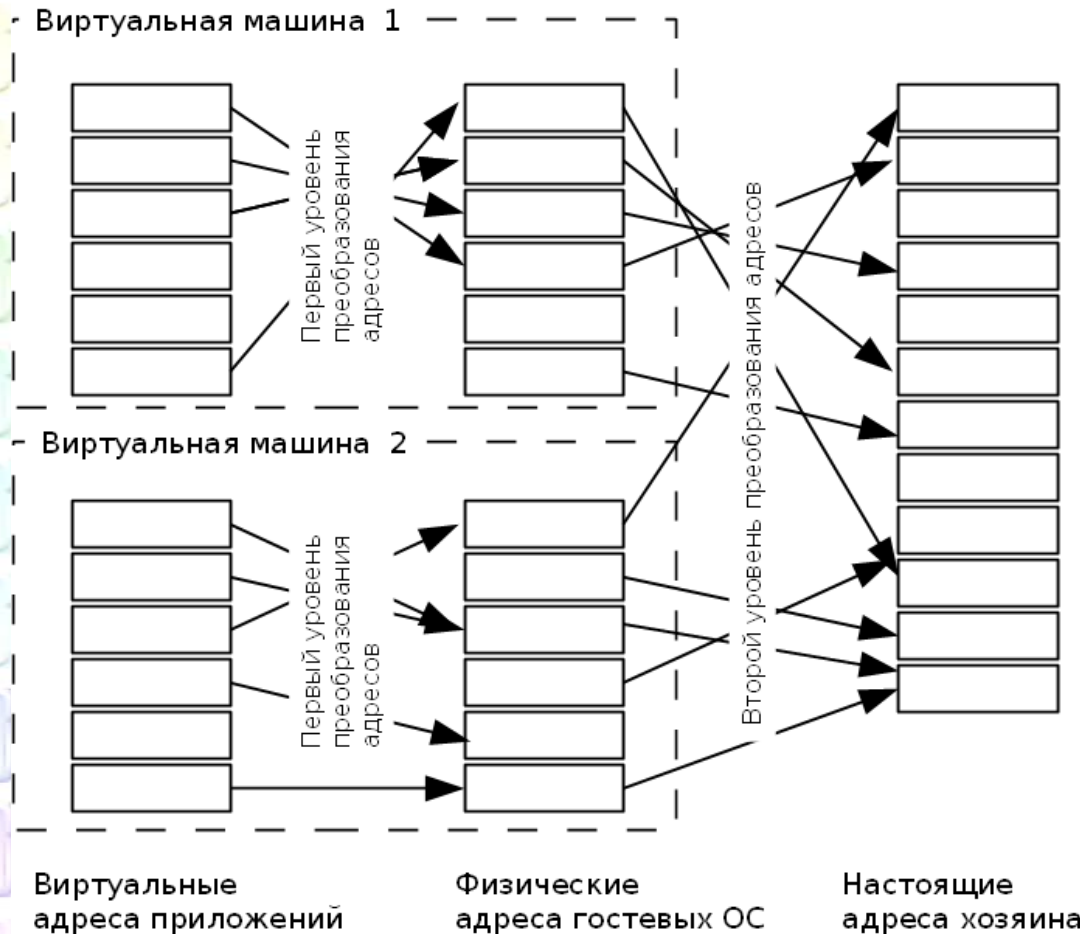 Виртуальная машина 1
Первый уровень
преобразования
адресов
Второй уровень преобразования адресов
Виртуальная машина 2
Первый уровень
преобразования
адресов
Виртуальные
адреса приложений
Физические
адреса гостевых ОС
Настоящие
адреса хозяина